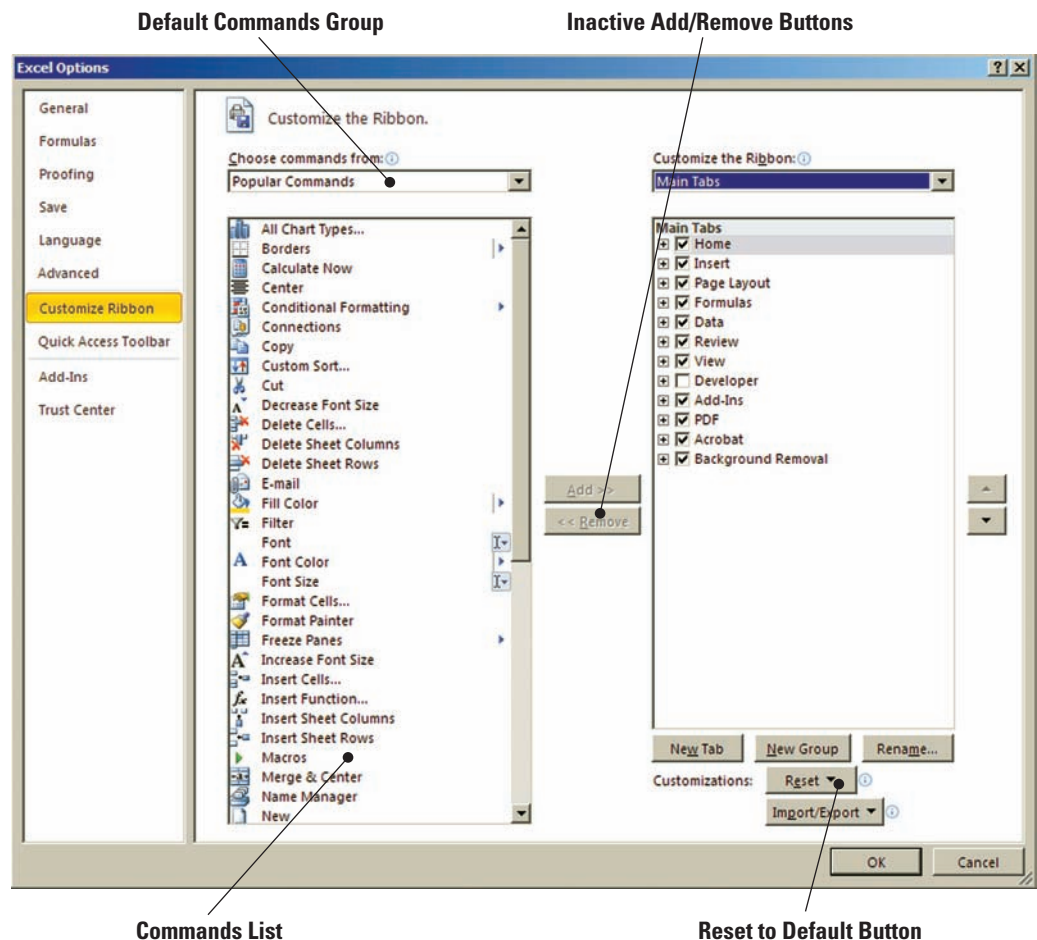 Default Commands Group
Inactive Add/Remove Buttons
Excel Options
General
Formulas
Proofing
Save
Language
Advanced
Customize Ribbon
Quick Access Toolbar
Add-Ins
Trust Center
Customize the Ribbon.
Choose commands from:
Popular Commands
All Chart Types...
Borders
Calculate Now
Center
Conditional Formatting
Connections
Copy
Custom Sort...
Cut
Decrease Font Size
Delete Cells...
Delete Sheet Columns
Delete Sheet Rows
E-mail
Fill Color
Filter
Font
Font Color
Font Size
Format Cells...
Format Painter
Freeze Panes
Increase Font Size
Insert Cells...
Insert Function...
Insert Sheet Columns
Insert Sheet Rows
Macros
Merge & Center
Name Manager
New
Add >>
<< Remove
Customize the Ribbon:
Main Tabs
Main Tabs
Home
Insert
Page Layout
Formulas
Data
Review
View
Developer
Add-Ins
PDF
Acrobat
Background Removal
New Tab
New Group
Rename...
Customizations:
Reset
Import/Export
OK
Cancel
Commands List
Reset to Default Button